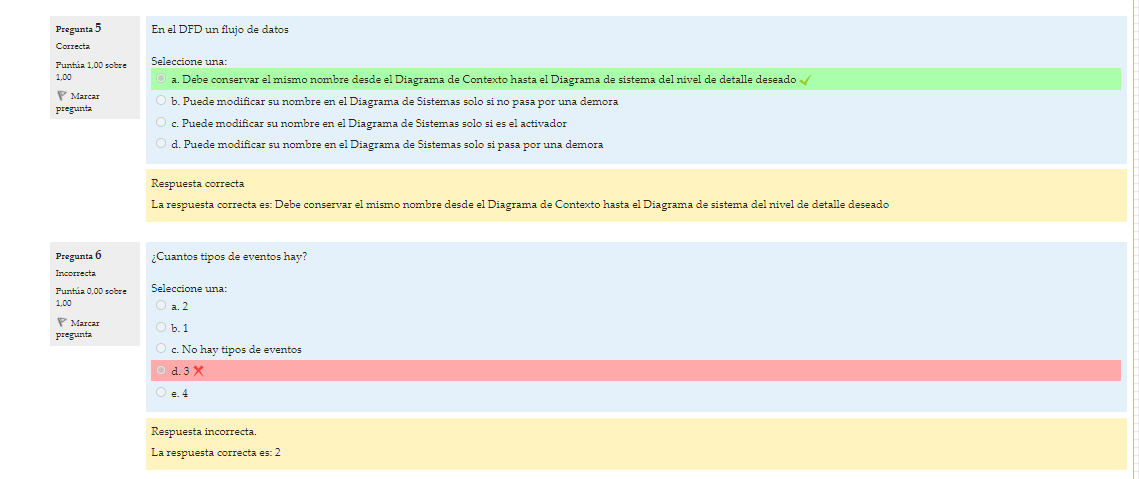 Pregunta 5
Correcta
Puntúa 1,00 sobre
1,00
Marcar
pregunta
En el DFD un flujo de datos
Seleccione una:
a. Debe conservar el mismo nombre desde el Diagrama de Contexto hasta el Diagrama de sistema del nivel de detalle deseado
b. Puede modificar su nombre en el Diagrama de Sistemas solo si no pasa por una demora
c. Puede modificar su nombre en el Diagrama de Sistemas solo si es el activador
d. Puede modificar su nombre en el Diagrama de Sistemas solo si pasa por una demora
Respuesta correcta
La respuesta correcta es: Debe conservar el mismo nombre desde el Diagrama de Contexto hasta el Diagrama de sistema del nivel de detalle deseado
Pregunta 6
Incorrecta
Puntúa 0,00 sobre
1,00
Marcar
pregunta
¿Cuantos tipos de eventos hay?
Seleccione una:
a. 2
b. 1
c. No hay tipos de eventos
d. 3
e. 4
Respuesta incorrecta.
La respuesta correcta es: 2